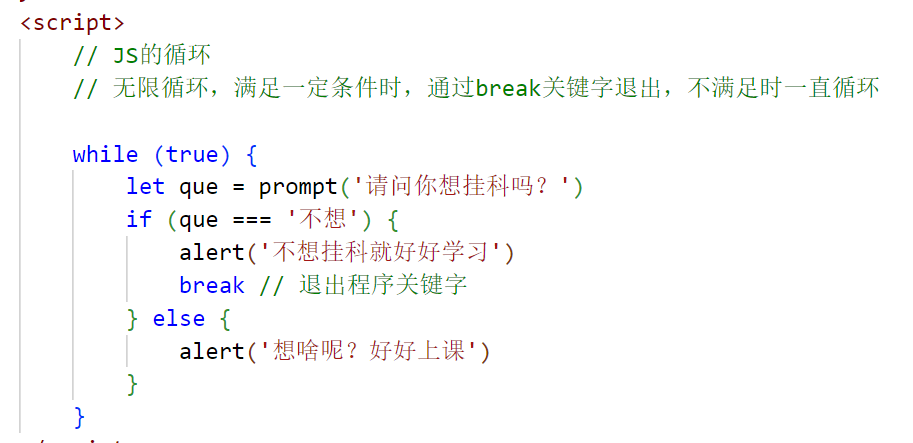 <script>
// JS的循环
// 无限循环，满足一定条件时，通过break关键字退出，不满足时一直循环
while (true) {
let que = prompt('请问你想挂科吗？')
if (que === '不想') {
alert('不想挂科就好好学习')
break // 退出程序关键字
} else {
alert('想啥呢？好好上课')
}
}